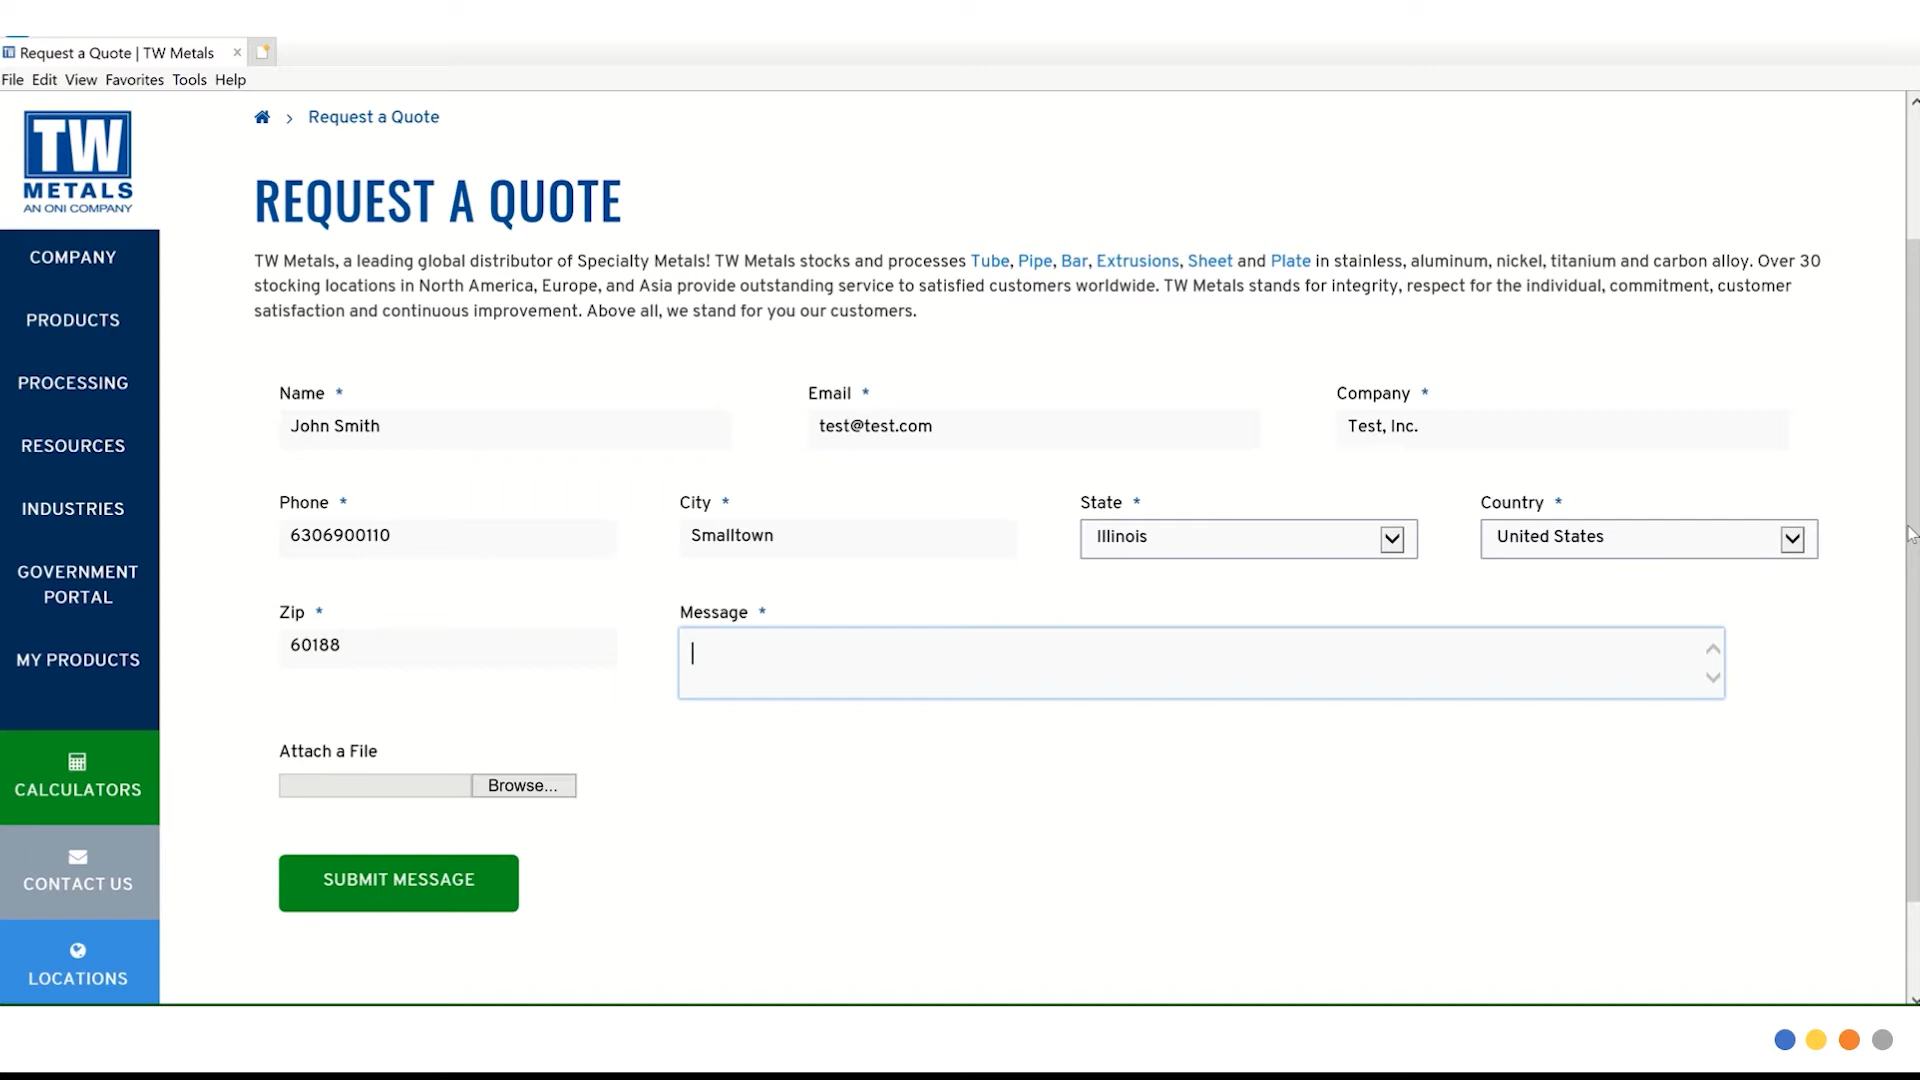 Request a Quote | TW Metals
File Edit View Favorites Tools Help
TW
METALS
AN ONI COMPANY
COMPANY
PRODUCTS
PROCESSING
RESOURCES
INDUSTRIES
GOVERNMENT
PORTAL
MY PRODUCTS
CALCULATORS
CONTACT US
LOCATIONS
> Request a Quote
REQUEST A QUOTE
TW Metals, a leading global distributor of Specialty Metals! TW Metals stocks and processes Tube, Pipe, Bar, Extrusions, Sheet and Plate in stainless, aluminum, nickel, titanium and carbon alloy. Over 30
stocking locations in North America, Europe, and Asia provide outstanding service to satisfied customers worldwide. TW Metals stands for integrity, respect for the individual, commitment, customer
satisfaction and continuous improvement. Above all, we stand for you our customers.
Name * Email * Company *
John Smith test@test.com Test, Inc.
Phone * City * State * Country *
6306900110 Smalltown Illinois United States
Zip * Message *
60188
Attach a File
Browse...
SUBMIT MESSAGE